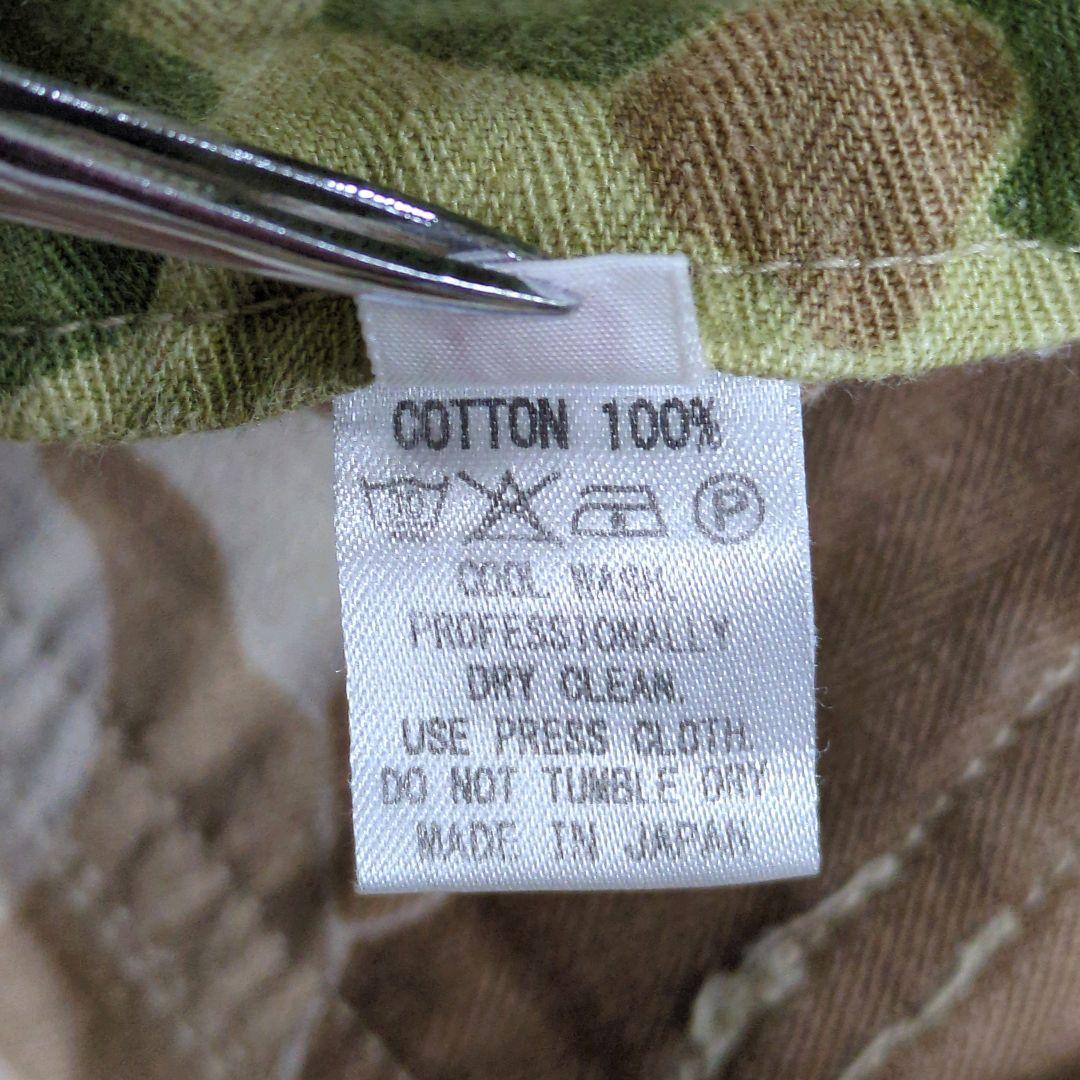 COTTON 100%
P
COOL WASH.
PROFESSIONALLY
DRY CLEAN.
USE PRESS CLOTH.
DO NOT TUMBLE DRY
MADE IN JAPAN